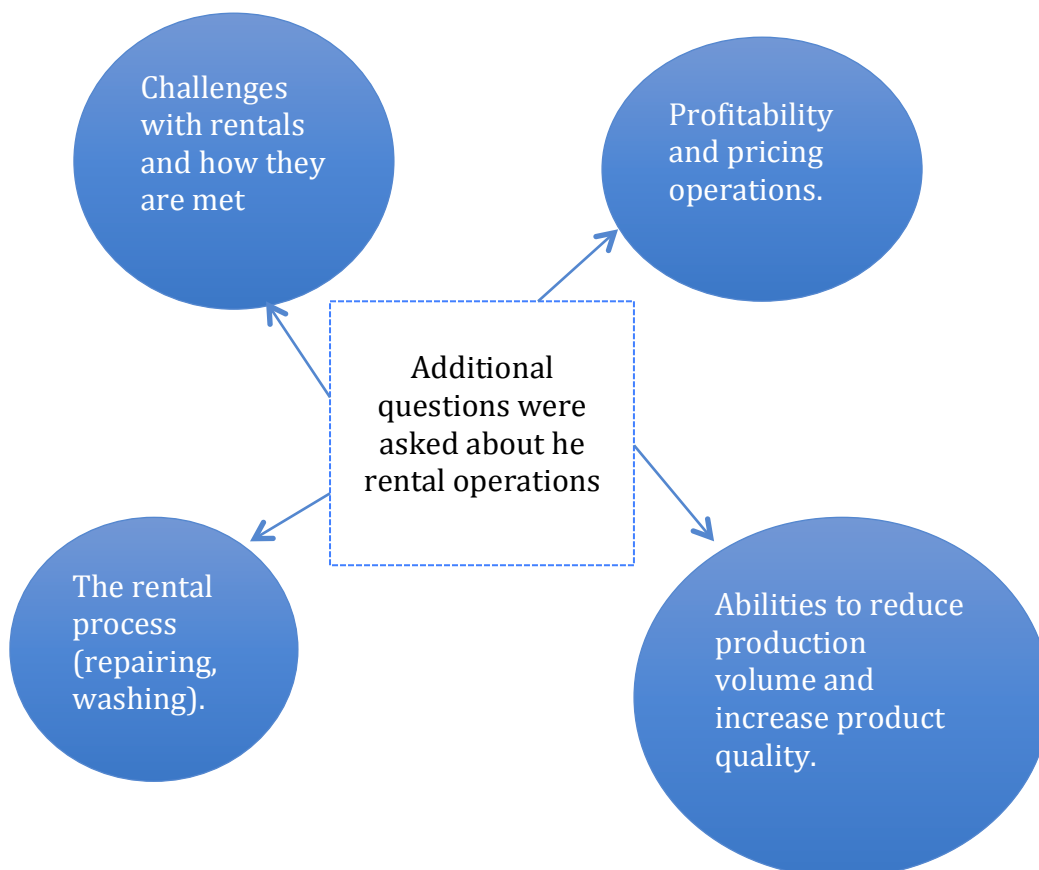 Challenges
with rentals
and how they
are met
Profitability
and pricing
operations.
Additional
questions were
asked about he
rental operations
The rental
process
(repairing,
washing).
Abilities to reduce
production
volume and
increase product
quality.